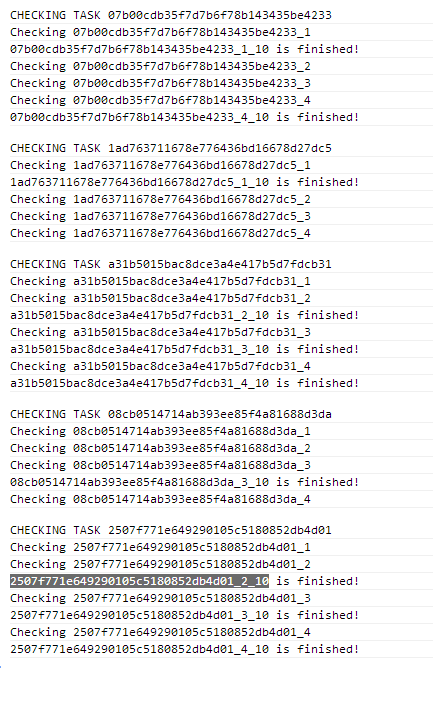 CHECKING TASK 07b00cdb35f7d7b6f78b143435be4233
Checking 07b00cdb35f7d7b6f78b143435be4233_1
07b00cdb35f7d7b6f78b143435be4233_1_10 is finished!
Checking 07b00cdb35f7d7b6f78b143435be4233_2
Checking 07b00cdb35f7d7b6f78b143435be4233_3
Checking 07b00cdb35f7d7b6f78b143435be4233_4
07b00cdb35f7d7b6f78b143435be4233_4_10 is finished!
CHECKING TASK 1ad763711678e776436bd16678d27dc5
Checking 1ad763711678e776436bd16678d27dc5_1
1ad763711678e776436bd16678d27dc5_1_10 is finished!
Checking 1ad763711678e776436bd16678d27dc5_2
Checking 1ad763711678e776436bd16678d27dc5_3
Checking 1ad763711678e776436bd16678d27dc5_4
CHECKING TASK a31b5015bac8dce3a4e417b5d7fdcb31
Checking a31b5015bac8dce3a4e417b5d7fdcb31_1
Checking a31b5015bac8dce3a4e417b5d7fdcb31_2
a31b5015bac8dce3a4e417b5d7fdcb31_2_10 is finished!
Checking a31b5015bac8dce3a4e417b5d7fdcb31_3
a31b5015bac8dce3a4e417b5d7fdcb31_3_10 is finished!
Checking a31b5015bac8dce3a4e417b5d7fdcb31_4
a31b5015bac8dce3a4e417b5d7fdcb31_4_10 is finished!
CHECKING TASK 08cb0514714ab393ee85f4a81688d3da
Checking 08cb0514714ab393ee85f4a81688d3da_1
Checking 08cb0514714ab393ee85f4a81688d3da_2
Checking 08cb0514714ab393ee85f4a81688d3da_3
08cb0514714ab393ee85f4a81688d3da_3_10 is finished!
Checking 08cb0514714ab393ee85f4a81688d3da_4
CHECKING TASK 2507f771e649290105c5180852db4d01
Checking 2507f771e649290105c5180852db4d01_1
Checking 2507f771e649290105c5180852db4d01_2
2507f771e649290105c5180852db4d01_2_10 is finished!
Checking 2507f771e649290105c5180852db4d01_3
2507f771e649290105c5180852db4d01_3_10 is finished!
Checking 2507f771e649290105c5180852db4d01_4
2507f771e649290105c5180852db4d01_4_10 is finished!